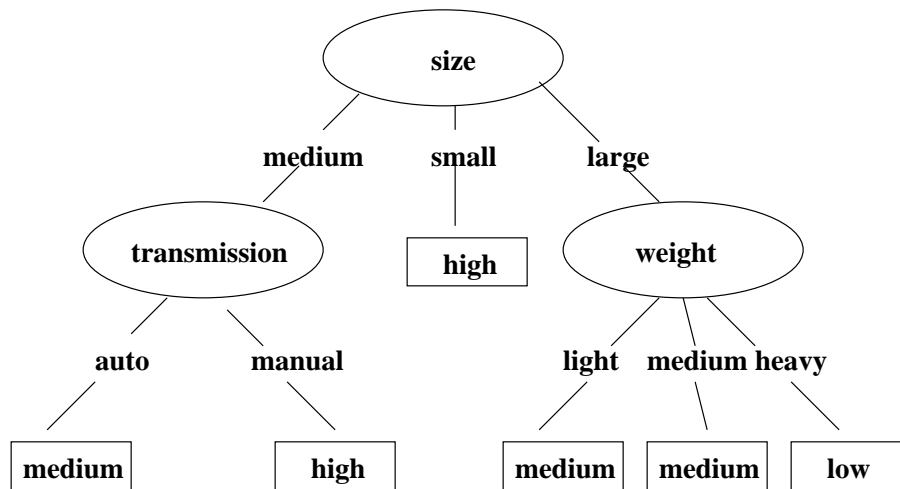 size
medium small large
transmission high weight
auto manual light medium heavy
medium high medium medium low